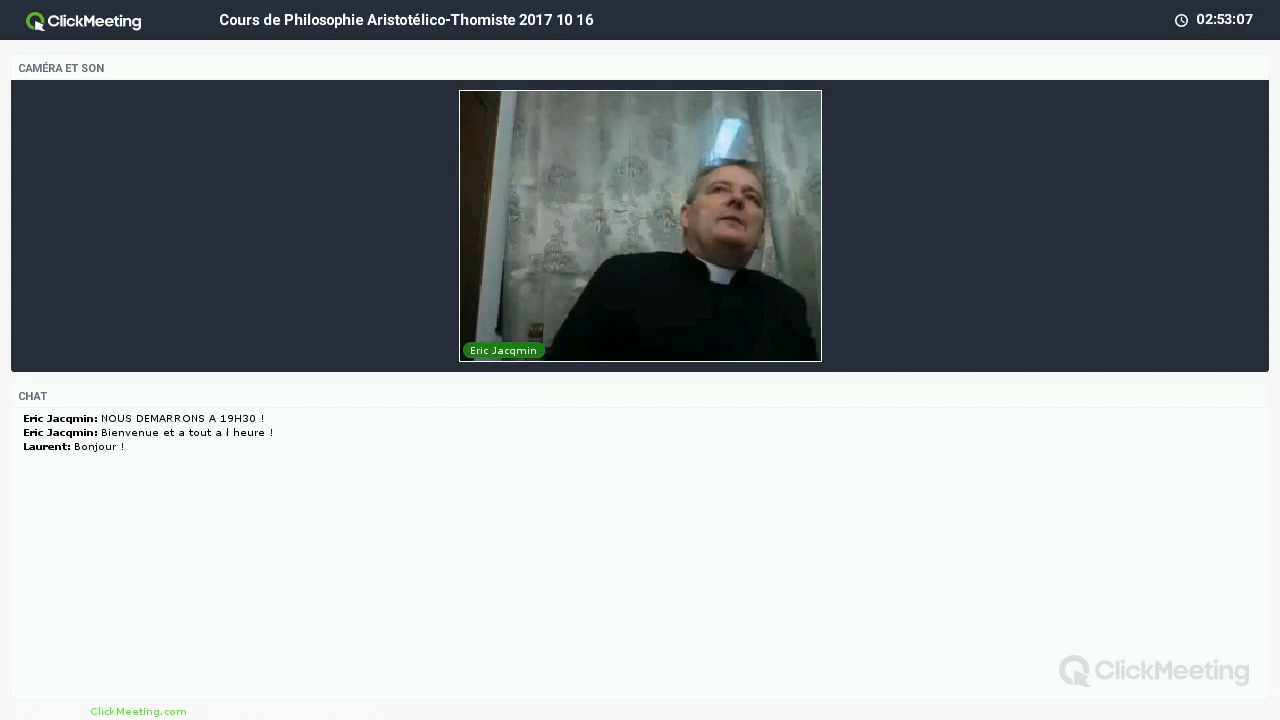 ClickMeeting
Cours de Philosophie Aristotélico-Thomiste 2017 10 16
02:53:07
CAMÉRA ET SON
Eric Jacqmin
CHAT
Eric Jacqmin: NOUS DEMARRONS A 19H30 !
Eric Jacqmin: Bienvenue et a tout a l heure !
Laurent: Bonjour !
ClickMeeting
ClickMeeting.com